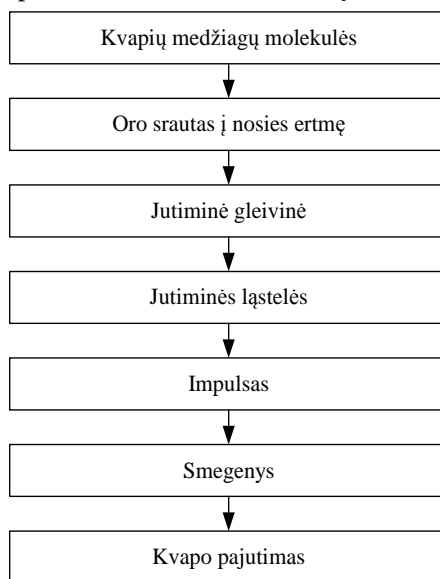 Kvapių medžiagų molekulės
Oro srautas į nosies ertmę
Jutiminė gleivinė
Jutiminės ląstelės
Impulsas
Smegenys
Kvapo pajutimas